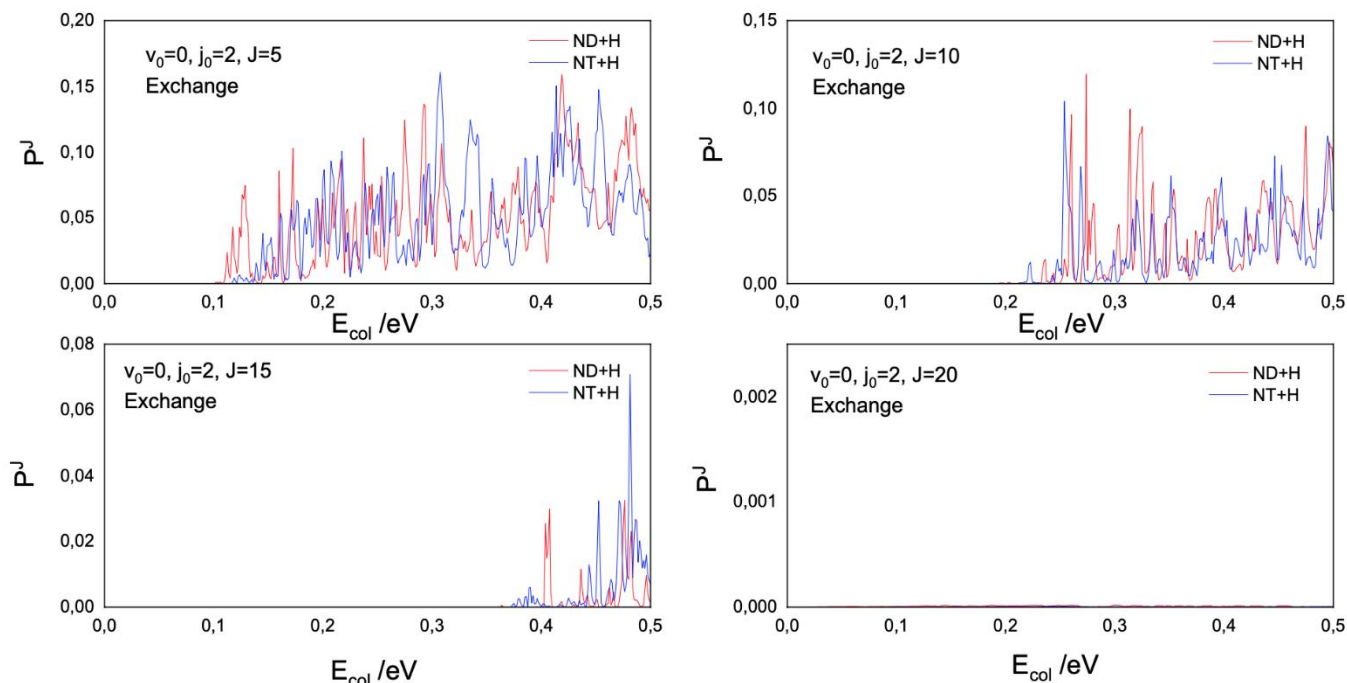 0,20
v₀=0, j₀=2, J=5
Exchange
ND+H
NT+H
0,15
0,10
0,05
0,00
Pᴶ
0,0 0,1 0,2 0,3 0,4 0,5
E_col /eV
0,15
v₀=0, j₀=2, J=10
Exchange
ND+H
NT+H
0,10
0,05
0,00
Pᴶ
0,0 0,1 0,2 0,3 0,4 0,5
E_col /eV
0,08
v₀=0, j₀=2, J=15
Exchange
ND+H
NT+H
0,06
0,04
0,02
0,00
Pᴶ
0,0 0,1 0,2 0,3 0,4 0,5
E_col /eV
v₀=0, j₀=2, J=20
Exchange
ND+H
NT+H
0,002
0,001
0,000
Pᴶ
0,0 0,1 0,2 0,3 0,4 0,5
E_col /eV